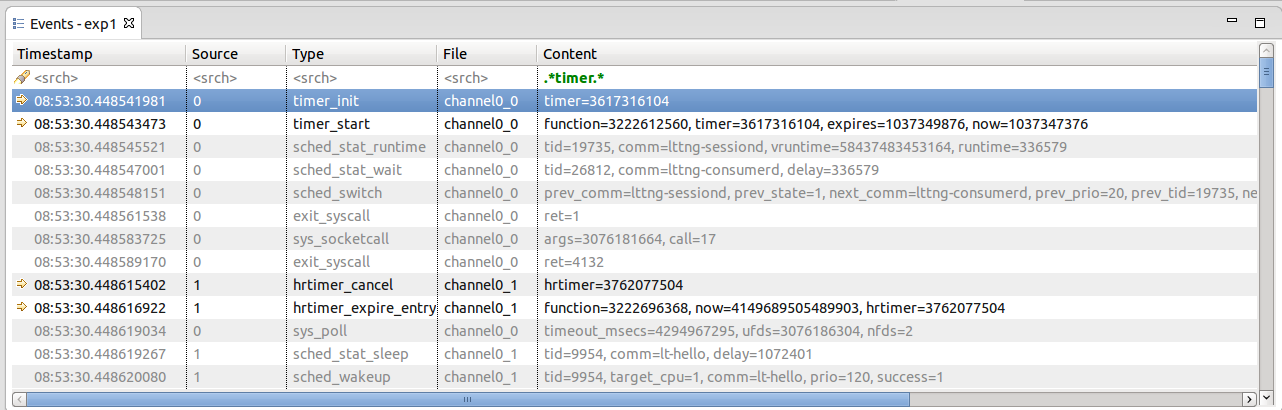 Events - exp1
Timestamp Source Type File Content
<srch> <srch> <srch> <srch> .*timer.*
08:53:30.448541981 0 timer_init channel0_0 timer=3617316104
08:53:30.448543473 0 timer_start channel0_0 function=3222612560, timer=3617316104, expires=1037349876, now=1037347376
08:53:30.448545521 0 sched_stat_runtime channel0_0 tid=19735, comm=lttng-sessiond, vruntime=58437483453164, runtime=336579
08:53:30.448547001 0 sched_stat_wait channel0_0 tid=26812, comm=lttng-consumerd, delay=336579
08:53:30.448548151 0 sched_switch channel0_0 prev_comm=lttng-sessiond, prev_state=1, next_comm=lttng-consumerd, prev_prio=20, prev_tid=19735, ne
08:53:30.448561538 0 exit_syscall channel0_0 ret=1
08:53:30.448583725 0 sys_socketcall channel0_0 args=3076181664, call=17
08:53:30.448589170 0 exit_syscall channel0_0 ret=4132
08:53:30.448615402 1 hrtimer_cancel channel0_1 hrtimer=3762077504
08:53:30.448616922 1 hrtimer_expire_entry channel0_1 function=3222696368, now=4149689505489903, hrtimer=3762077504
08:53:30.448619034 0 sys_poll channel0_0 timeout_msecs=4294967295, ufds=3076186304, nfds=2
08:53:30.448619267 1 sched_stat_sleep channel0_1 tid=9954, comm=lt-hello, delay=1072401
08:53:30.448620080 1 sched_wakeup channel0_1 tid=9954, target_cpu=1, comm=lt-hello, prio=120, success=1